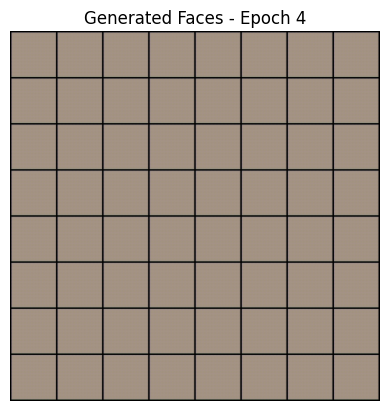 Generated Faces - Epoch 4